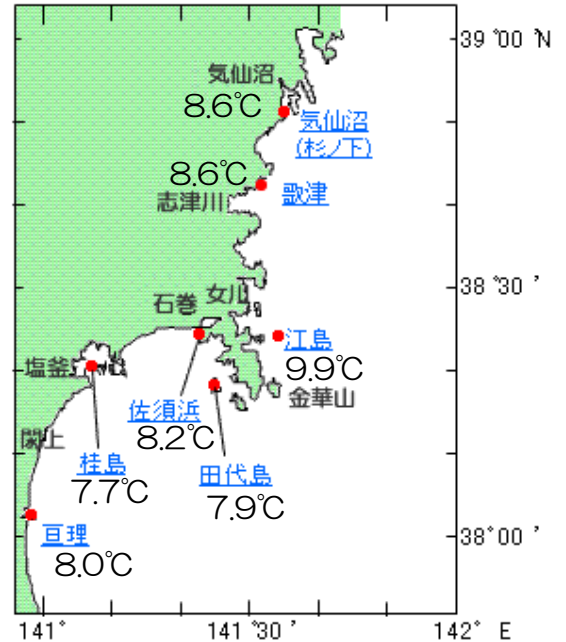 39°00' N
気仙沼
8.6℃
気仙沼
(杉ノ下)
8.6℃
歌津
志津川
38°30'
女川
石巻
江島
9.9℃
塩釜
金華山
佐須浜
8.2℃
閖上
桂島
7.7℃
田代島
7.9℃
亘理
8.0℃
38°00'
141°
141°30'
142° E